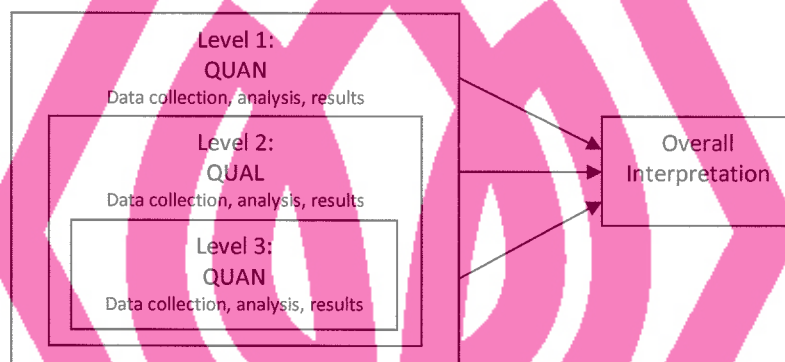 Level 1:
QUAN
Data collection, analysis, results
Level 2:
QUAL
Data collection, analysis, results
Level 3:
QUAN
Data collection, analysis, results
Overall
Interpretation